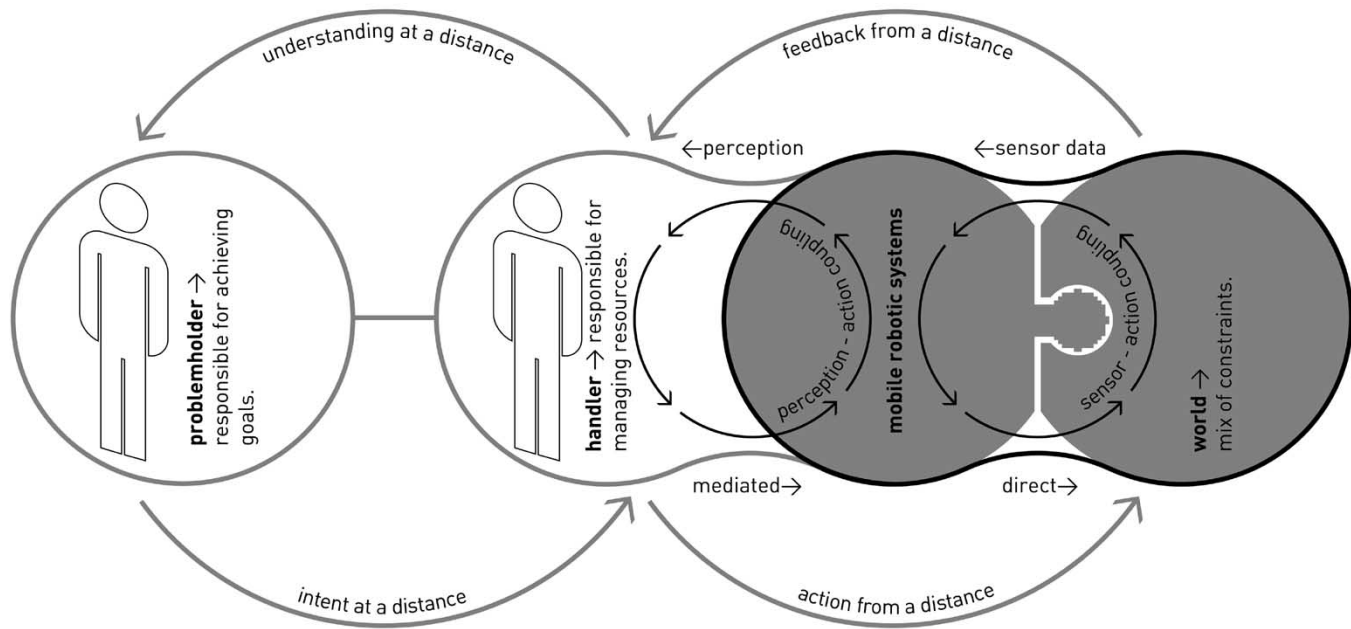 understanding at a distance
feedback from a distance
←perception
←sensor data
problemholder →
responsible for achieving
goals.
handler → responsible for
managing resources.
perception - action coupling
mobile robotic systems
sensor - action coupling
world →
mix of constraints.
mediated→
direct→
intent at a distance
action from a distance